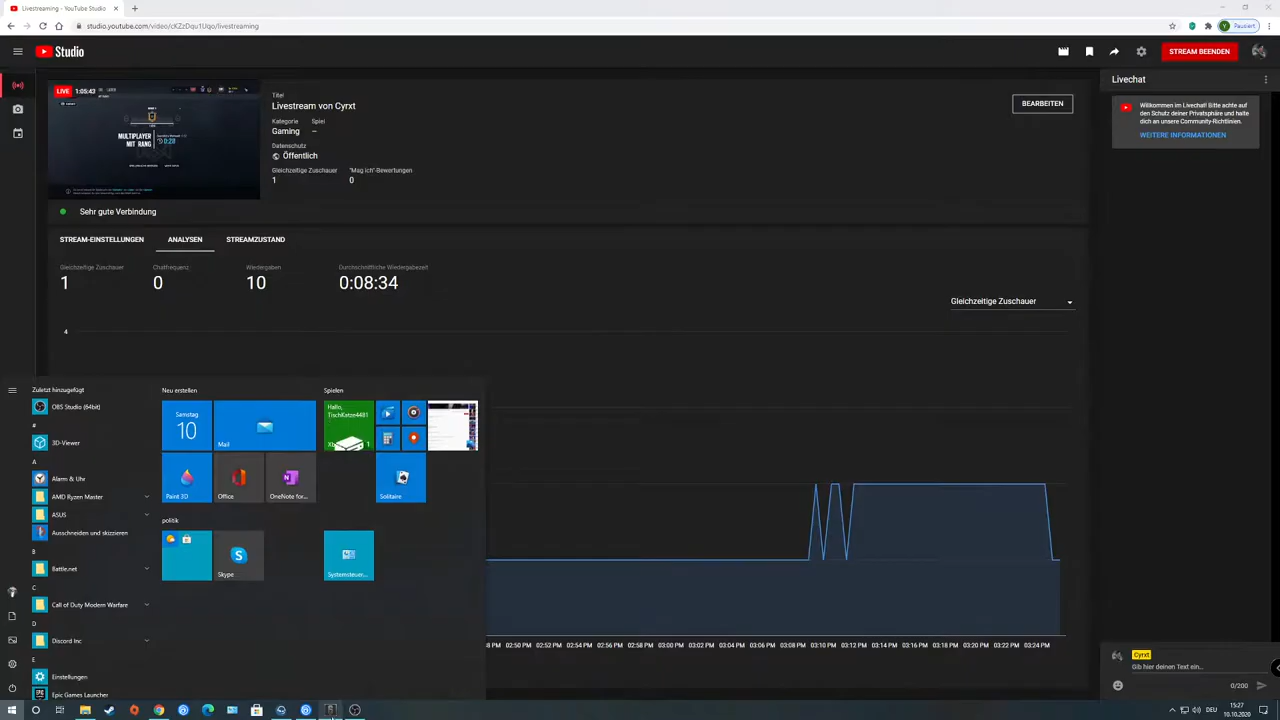 Livestreaming - YouTube Studio
studio.youtube.com/video/cKZzDqu1Uqo/livestreaming
Pausiert
Studio
STREAM BEENDEN
LIVE 1:05:43
MULTIPLAYER
MIT RANG
0:28
Titel
Livestream von Cyrxt
Kategorie Spiel
Gaming –
Datenschutz
Öffentlich
Gleichzeitige Zuschauer "Mag ich"-Bewertungen
1 0
BEARBEITEN
Livechat
Willkommen im Livechat! Bitte achte auf
den Schutz deiner Privatsphäre und halte
dich an unsere Community-Richtlinien.
WEITERE INFORMATIONEN
Sehr gute Verbindung
STREAM-EINSTELLUNGEN ANALYSEN STREAMZUSTAND
Gleichzeitige Zuschauer Chatfrequenz Wiedergaben Durchschnittliche Wiedergabezeit
1 0 10 0:08:34
Gleichzeitige Zuschauer
4
Zuletzt hinzugefügt
OBS Studio (64bit)
#
3D-Viewer
A
Alarm & Uhr
AMD Ryzen Master
ASUS
Ausschneiden und skizzieren
B
Battle.net
C
Call of Duty Modern Warfare
D
Discord Inc
E
Einstellungen
Epic Games Launcher
Neu erstellen
Samstag
10
Mail
Paint 3D
Office
OneNote for...
politik
Skype
Spielen
Hallo,
TischKatze4481
1
Solitaire
Systemsteuer...
02:50 PM 02:52 PM 02:54 PM 02:56 PM 02:58 PM 03:00 PM 03:02 PM 03:04 PM 03:06 PM 03:08 PM 03:10 PM 03:12 PM 03:14 PM 03:16 PM 03:18 PM 03:20 PM 03:22 PM 03:24 PM
Cyrxt
Gib hier deinen Text ein...
0/200
DEU
15:27
10.10.2020